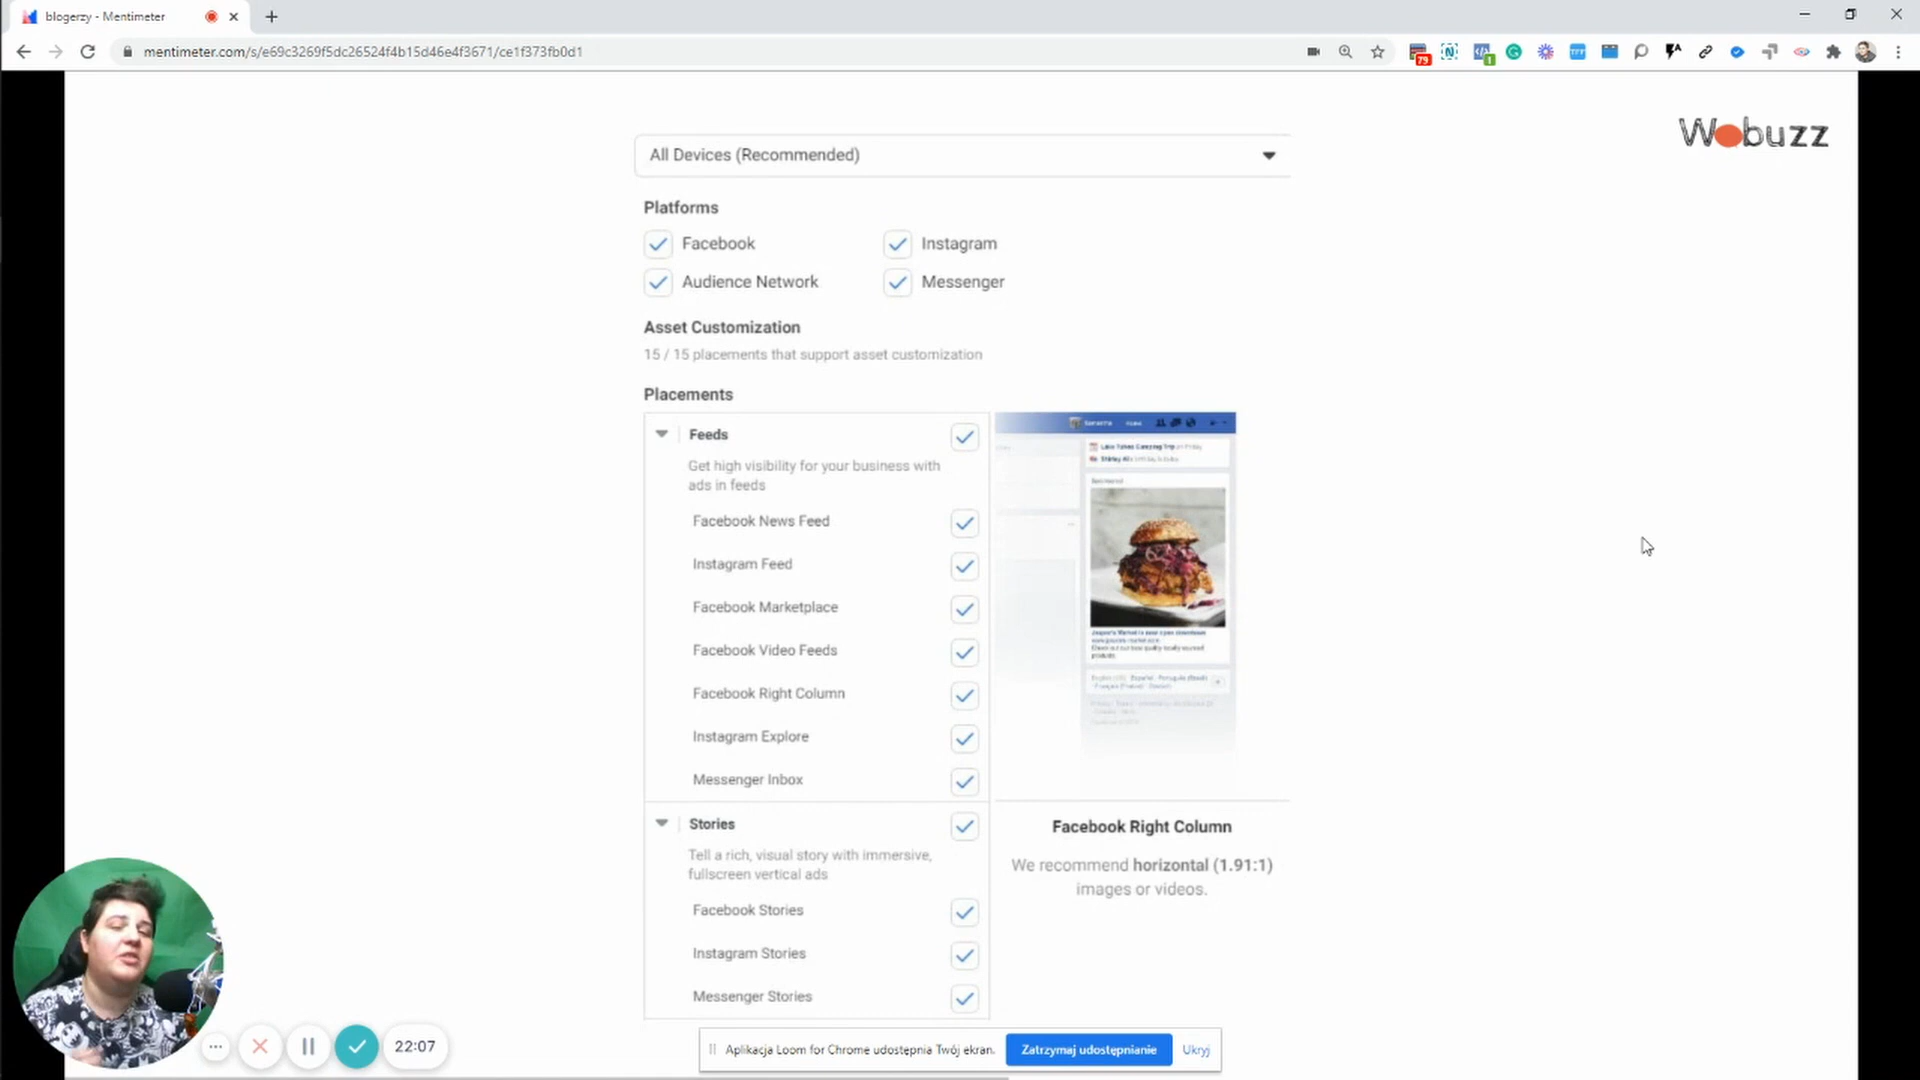 blogerzy - Mentimeter
mentimeter.com/s/e69c3269f5dc26524f4b15d46e4f3671/ce1f373fb0d1
79
1
Wobuzz
All Devices (Recommended)
Platforms
Facebook
Instagram
Audience Network
Messenger
Asset Customization
15 / 15 placements that support asset customization
Placements
Feeds
Get high visibility for your business with
ads in feeds
Facebook News Feed
Instagram Feed
Facebook Marketplace
Facebook Video Feeds
Facebook Right Column
Instagram Explore
Messenger Inbox
Stories
Tell a rich, visual story with immersive,
fullscreen vertical ads
Facebook Stories
Instagram Stories
Messenger Stories
Facebook Right Column
We recommend horizontal (1.91:1)
images or videos.
22:07
Aplikacja Loom for Chrome udostępnia Twój ekran.
Zatrzymaj udostępnianie
Ukryj